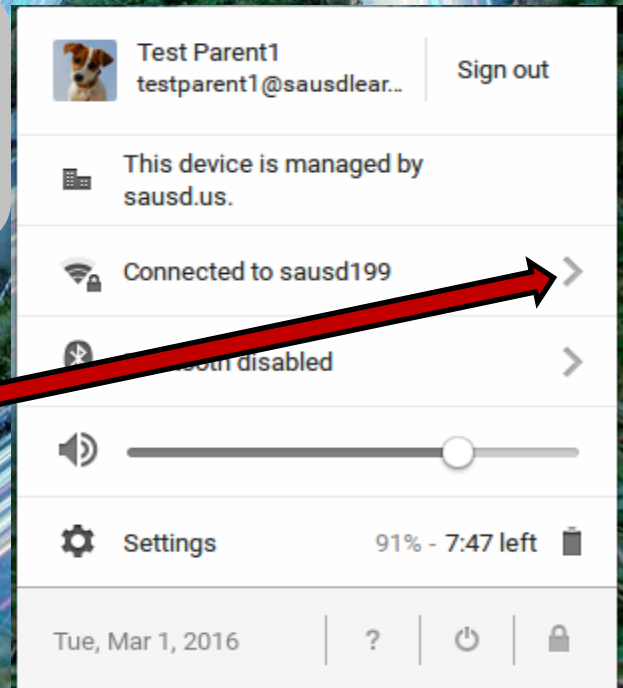 Test Parent1
testparent1@sausdlear...
Sign out
This device is managed by
sausd.us.
Connected to sausd199
disabled
Settings
91% - 7:47 left
Tue, Mar 1, 2016
?